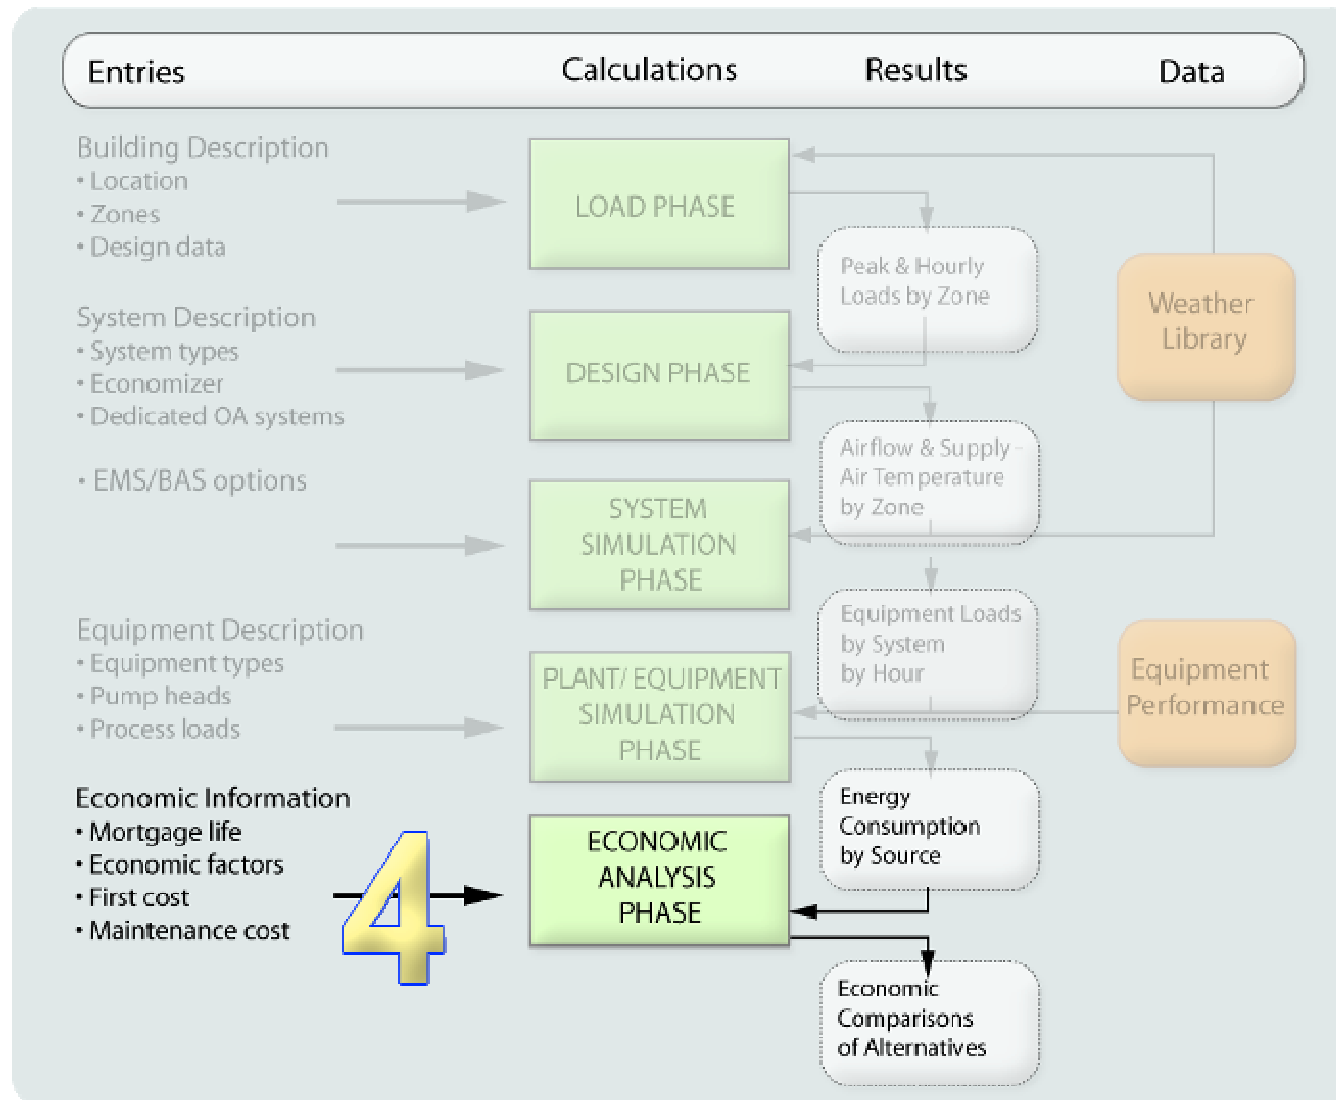 Entries
Calculations
Results
Data
Building Description
• Location
• Zones
• Design data
LOAD PHASE
Peak & Hourly
Loads by Zone
Weather
Library
System Description
• System types
• Economizer
• Dedicated OA systems
• EMS/BAS options
DESIGN PHASE
Airflow & Supply -
Air Temperature
by Zone
SYSTEM
SIMULATION
PHASE
Equipment Loads
by System
by Hour
Equipment Description
• Equipment types
• Pump heads
• Process loads
PLANT/ EQUIPMENT
SIMULATION
PHASE
Equipment
Performance
Energy
Consumption
by Source
Economic Information
• Mortgage life
• Economic factors
• First cost
• Maintenance cost
4
ECONOMIC
ANALYSIS
PHASE
Economic
Comparisons
of Alternatives